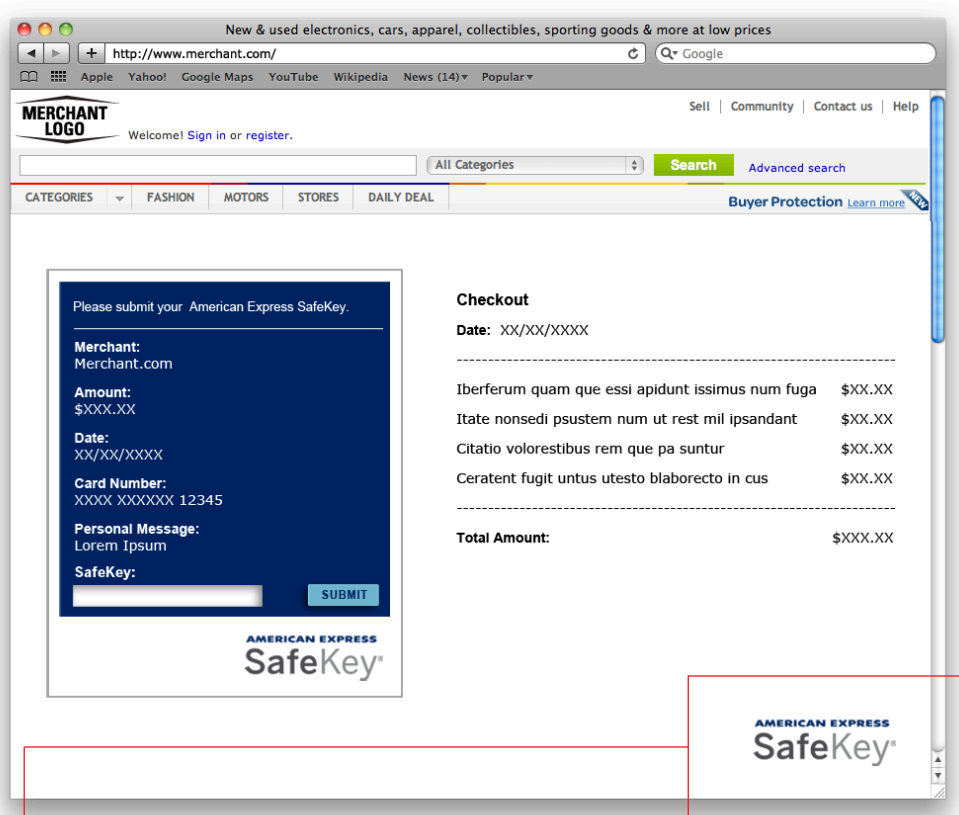 New & used electronics, cars, apparel, collectibles, sporting goods & more at low prices
http://www.merchant.com/
Google
Apple Yahoo! Google Maps YouTube Wikipedia News (14) Popular
MERCHANT
LOGO
Sell | Community | Contact us | Help
Welcome! Sign in or register.
All Categories
Search
Advanced search
CATEGORIES FASHION MOTORS STORES DAILY DEAL
Buyer Protection Learn more NEW
Please submit your American Express SafeKey.
Merchant:
Merchant.com
Amount:
$XXX.XX
Date:
XX/XX/XXXX
Card Number:
XXXX XXXXXX 12345
Personal Message:
Lorem Ipsum
SafeKey:
SUBMIT
AMERICAN EXPRESS
SafeKey®
Checkout
Date: XX/XX/XXXX
Iberferum quam que essi apidunt issimus num fuga $XX.XX
Itate nonsedi psustem num ut rest mil ipsandant $XX.XX
Citatio volorestibus rem que pa suntur $XX.XX
Ceratent fugit untus utesto blaborecto in cus $XX.XX
Total Amount: $XXX.XX
AMERICAN EXPRESS
SafeKey®